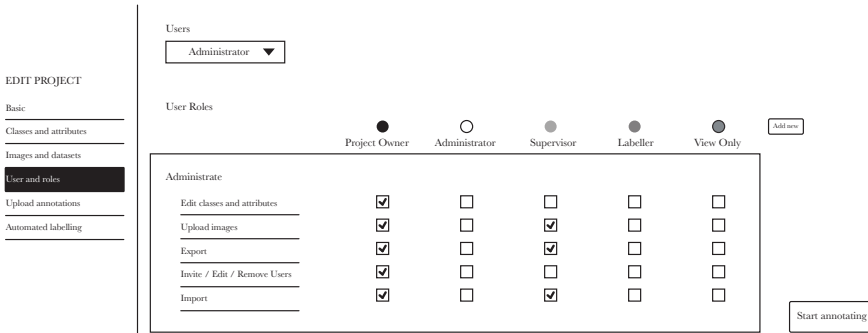 Users
Administrator
EDIT PROJECT
Basic
Classes and attributes
Images and datasets
User and roles
Upload annotations
Automated labelling
User Roles
Project Owner Administrator Supervisor Labeller View Only
Add new
Administrate
Edit classes and attributes
Upload images
Export
Invite / Edit / Remove Users
Import
Start annotating